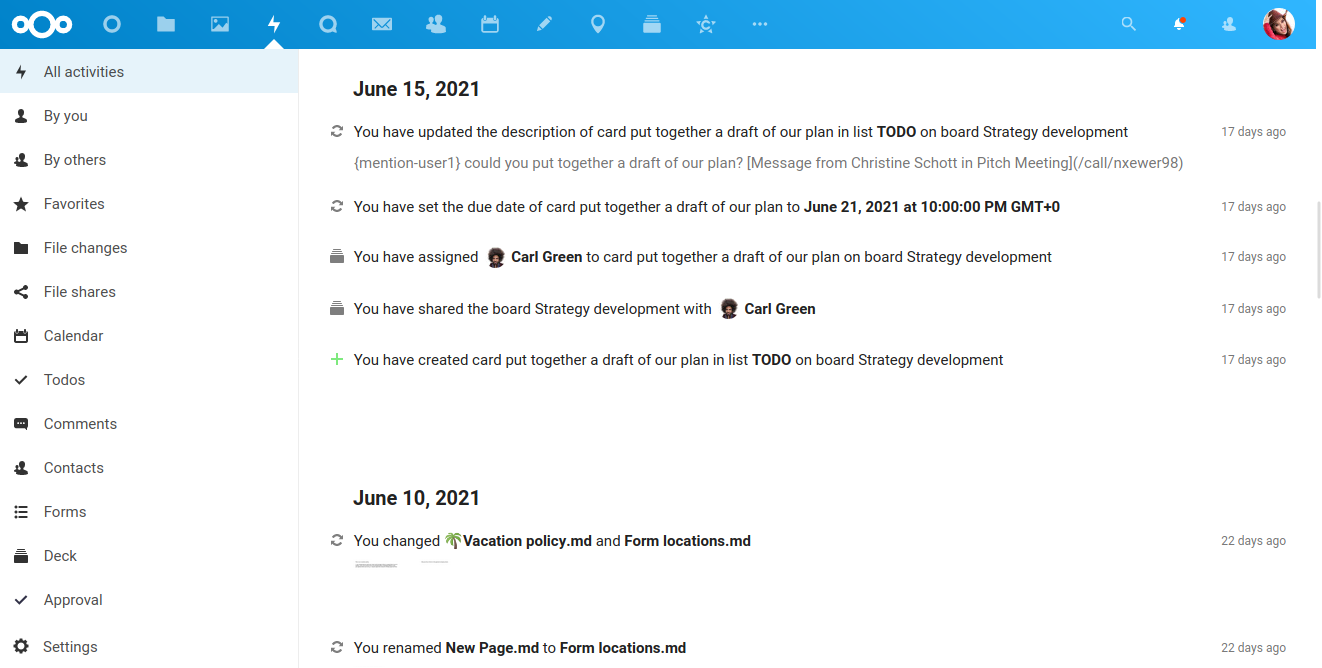 All activities
By you
By others
Favorites
File changes
File shares
Calendar
Todos
Comments
Contacts
Forms
Deck
Approval
Settings
June 15, 2021
You have updated the description of card put together a draft of our plan in list TODO on board Strategy development 17 days ago
{mention-user1} could you put together a draft of our plan? [Message from Christine Schott in Pitch Meeting](/call/nxewer98)
You have set the due date of card put together a draft of our plan to June 21, 2021 at 10:00:00 PM GMT+0 17 days ago
You have assigned Carl Green to card put together a draft of our plan on board Strategy development 17 days ago
You have shared the board Strategy development with Carl Green 17 days ago
You have created card put together a draft of our plan in list TODO on board Strategy development 17 days ago
June 10, 2021
You changed 🌴Vacation policy.md and Form locations.md 22 days ago
You renamed New Page.md to Form locations.md 22 days ago